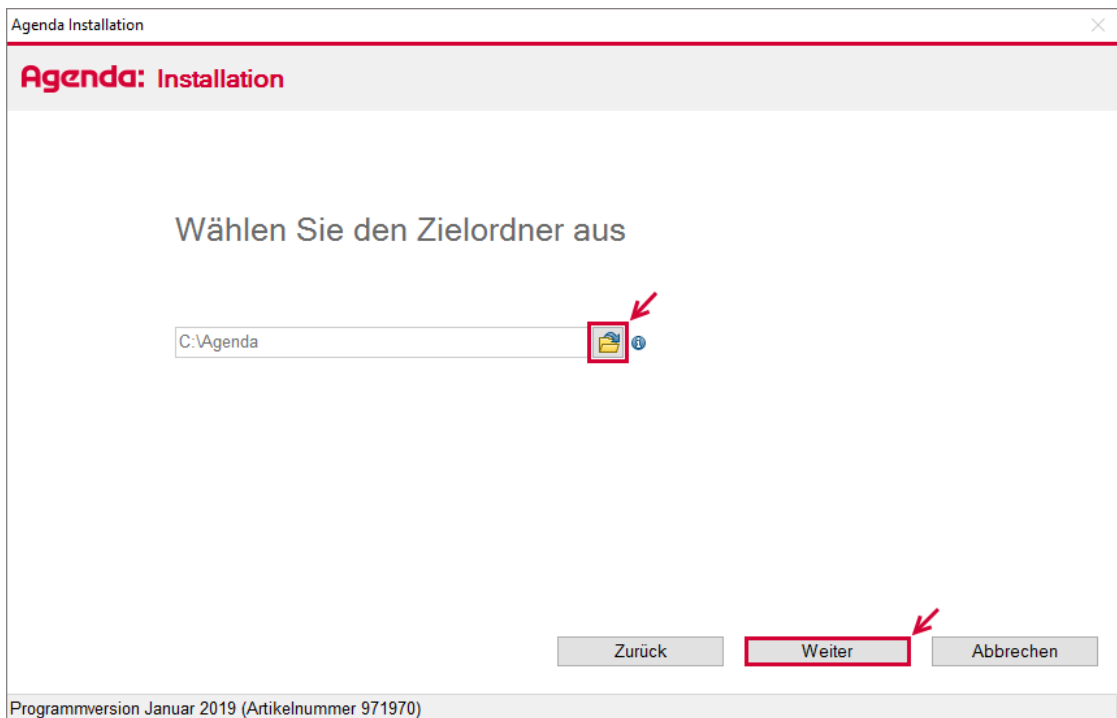 Agenda Installation
Agenda: Installation
Wählen Sie den Zielordner aus
C:\Agenda
Zurück Weiter Abbrechen
Programmversion Januar 2019 (Artikelnummer 971970)